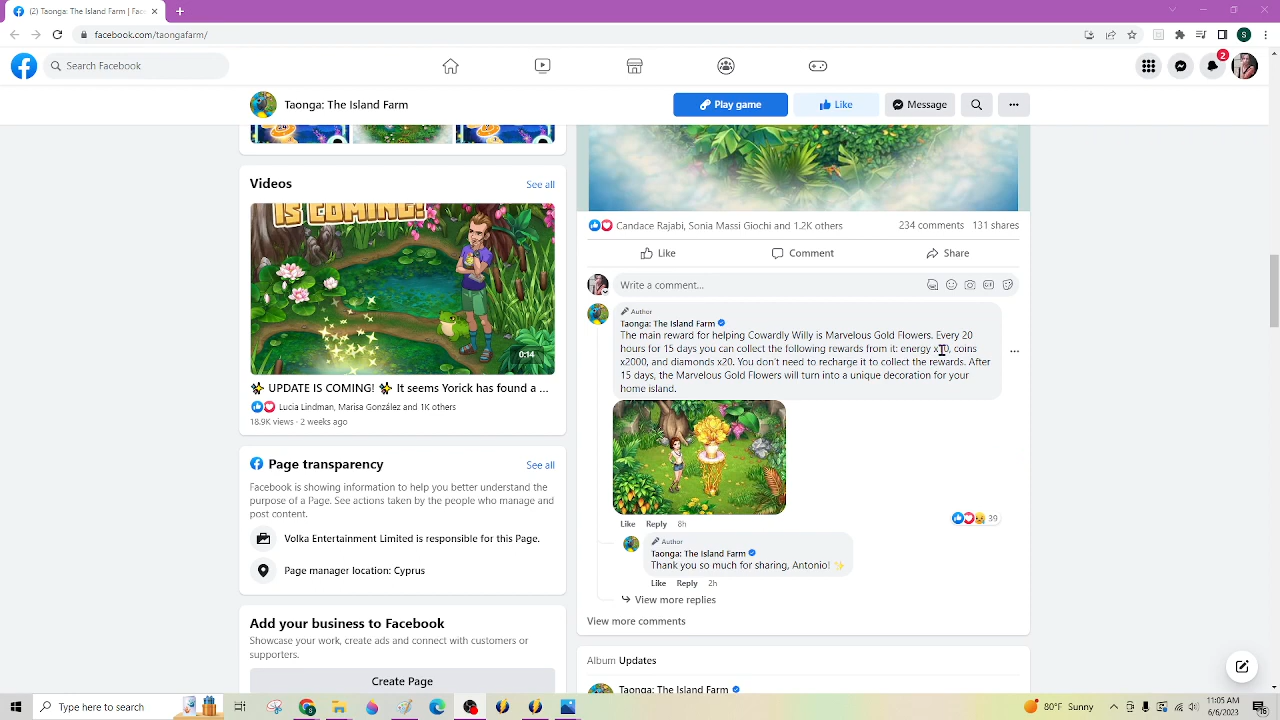 (2) Taonga: The Island Farm | Face
facebook.com/taongafarm/
Search Facebook
2
Taonga: The Island Farm
Play game
Like
Message
Videos
See all
IS COMING!
0:14
✨ UPDATE IS COMING! ✨ It seems Yorick has found a ...
Lucia Lindman, Marisa González and 1K others
18.9K views · 2 weeks ago
Page transparency
See all
Facebook is showing information to help you better understand the
purpose of a Page. See actions taken by the people who manage and
post content.
Volka Entertainment Limited is responsible for this Page.
Page manager location: Cyprus
Add your business to Facebook
Showcase your work, create ads and connect with customers or
supporters.
Create Page
Candace Rajabi, Sonia Massi Giochi and 1.2K others
234 comments 131 shares
Like Comment Share
Write a comment...
Author
Taonga: The Island Farm
The main reward for helping Cowardly Willy is Marvelous Gold Flowers. Every 20
hours for 15 days you can collect the following rewards from it: energy coins
x2000, and diamonds x20. You don't need to recharge it to collect the rewards. After
15 days, the Marvelous Gold Flowers will turn into a unique decoration for your
home island.
Like Reply 8h
39
Author
Taonga: The Island Farm
Thank you so much for sharing, Antonio! ✨
Like Reply 2h
View more replies
View more comments
Album Updates
Taonga: The Island Farm
Type here to search
80°F Sunny
11:05 AM
6/6/2023